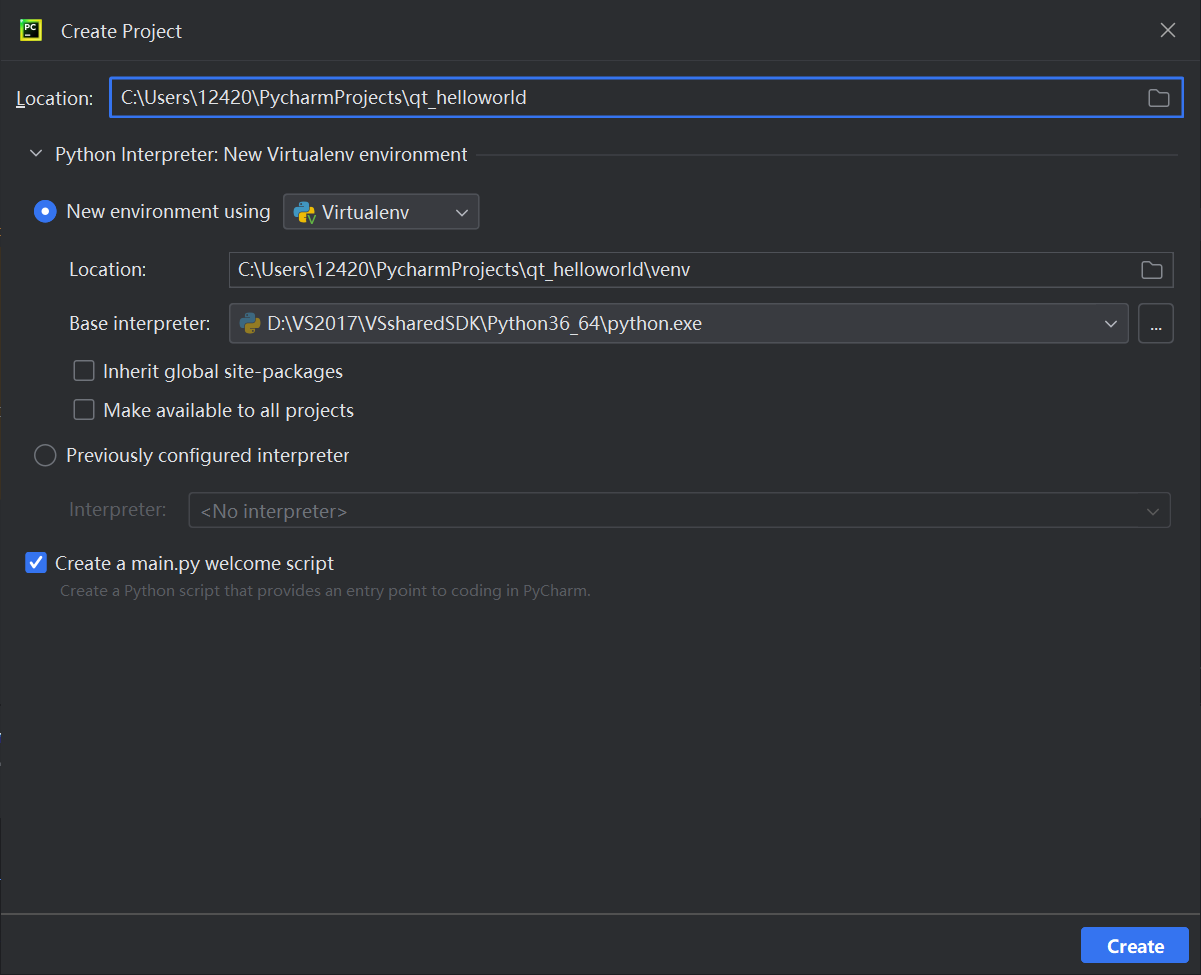 PC
Create Project
Location: C:\Users\12420\PycharmProjects\qt_helloworld
Python Interpreter: New Virtualenv environment
New environment using Virtualenv
Location: C:\Users\12420\PycharmProjects\qt_helloworld\venv
Base interpreter: D:\VS2017\VSsharedSDK\Python36_64\python.exe ...
Inherit global site-packages
Make available to all projects
Previously configured interpreter
Interpreter: <No interpreter>
Create a main.py welcome script
Create a Python script that provides an entry point to coding in PyCharm.
Create